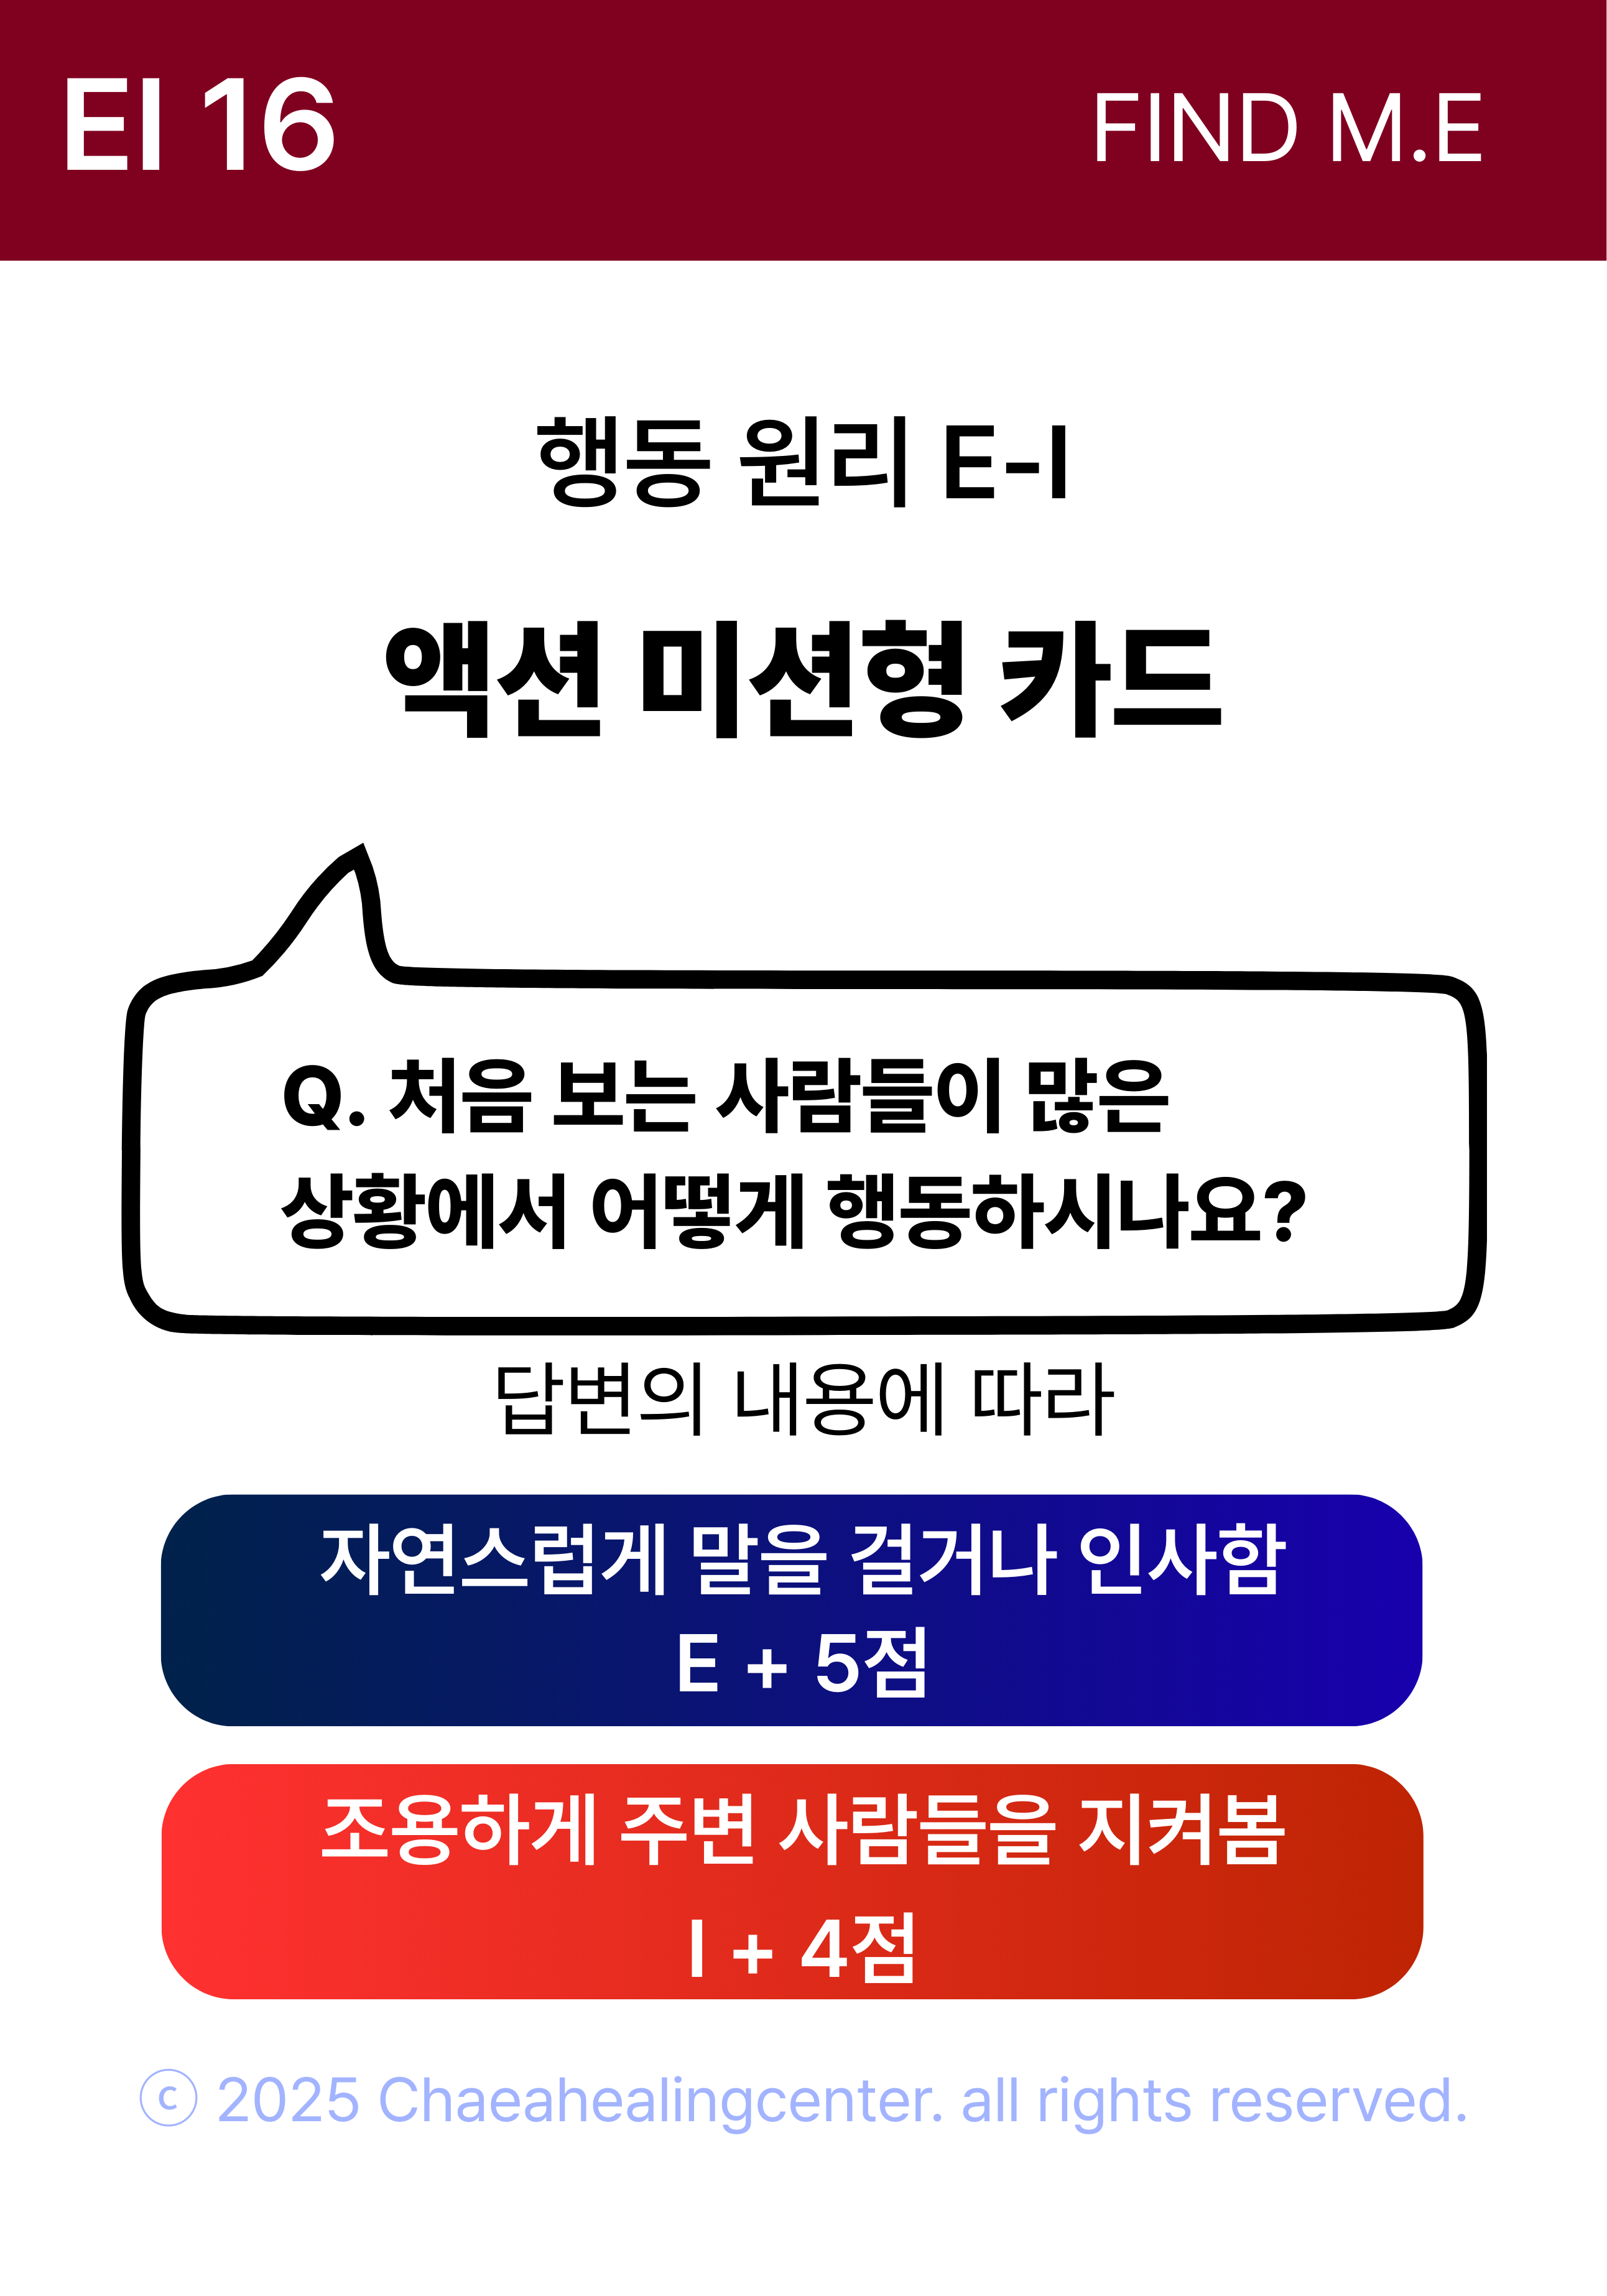 EI 16
FIND M.E
행동 원리 E-I
액션 미션형 카드
Q. 처음 보는 사람들이 많은
상황에서 어떻게 행동하시나요?
답변의 내용에 따라
자연스럽게 말을 걸거나 인사함
E + 5점
조용하게 주변 사람들을 지켜봄
I + 4점
ⓒ 2025 Chaeahealingcenter. all rights reserved.